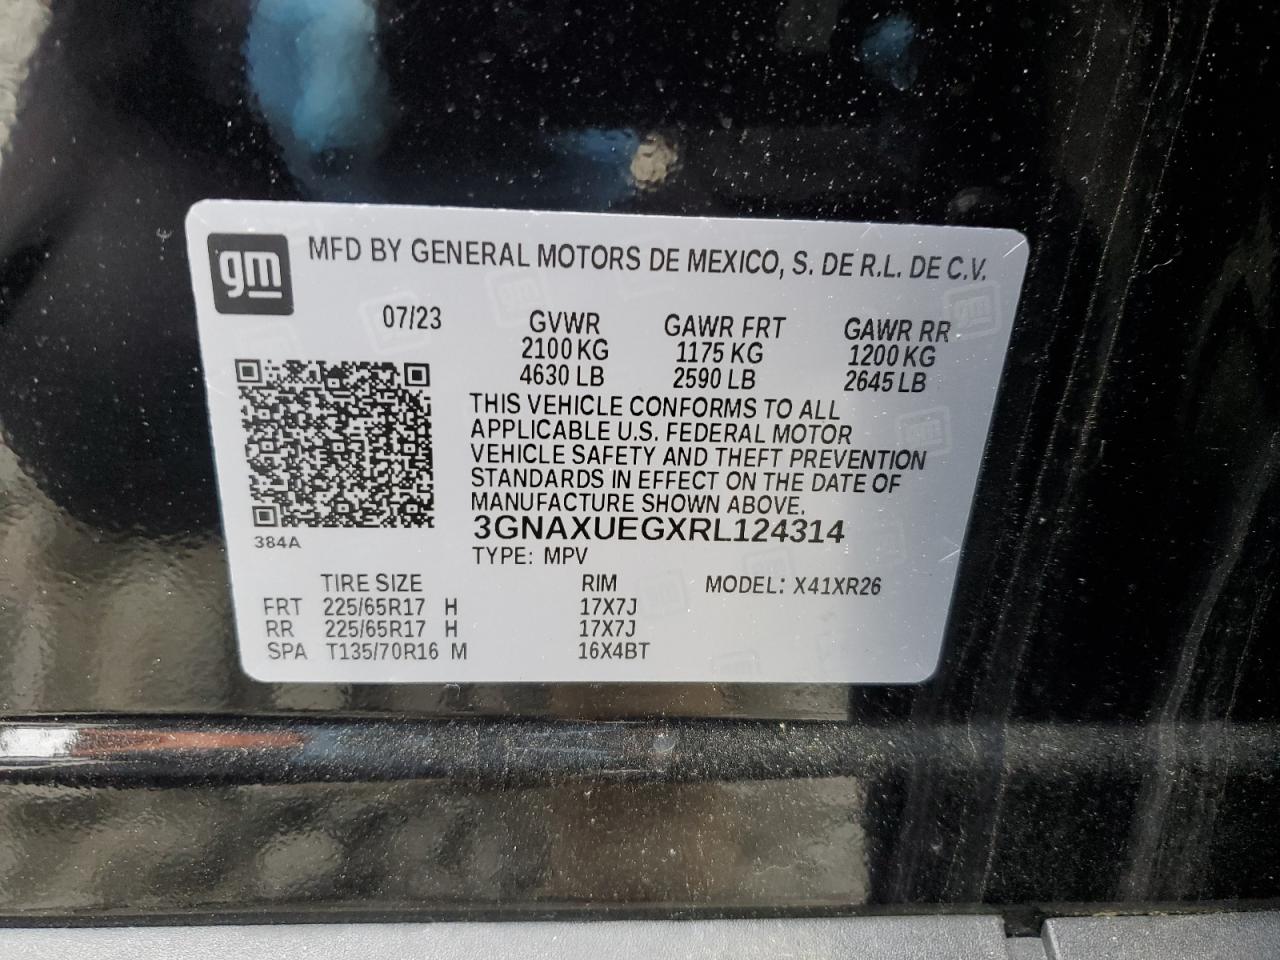 gm
MFD BY GENERAL MOTORS DE MEXICO, S. DE R.L. DE C.V.
07/23
GVWR GAWR FRT GAWR RR
2100 KG 1175 KG 1200 KG
4630 LB 2590 LB 2645 LB
THIS VEHICLE CONFORMS TO ALL
APPLICABLE U.S. FEDERAL MOTOR
VEHICLE SAFETY AND THEFT PREVENTION
STANDARDS IN EFFECT ON THE DATE OF
MANUFACTURE SHOWN ABOVE.
3GNAXUEGXRL124314
384A
TYPE: MPV
TIRE SIZE RIM MODEL: X41XR26
FRT 225/65R17 H 17X7J
RR 225/65R17 H 17X7J
SPA T135/70R16 M 16X4BT